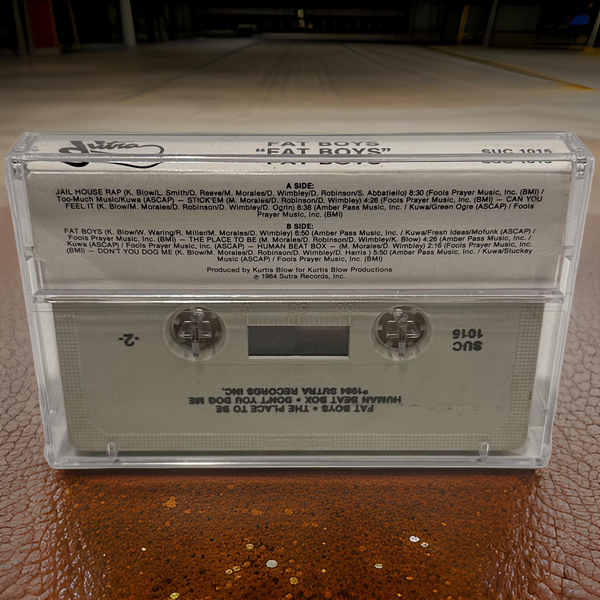 Sutra
FAT BOYS
"FAT BOYS"
SUC 1015
A SIDE:
JAIL HOUSE RAP (K. Blow/L. Smith/D. Reeve/M. Morales/D. Wimbley/D. Robinson/S. Abbatiello) 8:30 (Fools Prayer Music, Inc. (BMI) /
Too-Much Music/Kuwa (ASCAP) — STICK'EM (M. Morales/D. Robinson/D. Wimbley) 4:26 (Fools Prayer Music, Inc. (BMI) — CAN YOU
FEEL IT (K. Blow/M. Morales/D. Robinson/D. Wimbley/D. Ogrin) 6:38 (Amber Pass Music, Inc. / Kuwa/Green Ogre (ASCAP) / Fools
Prayer Music, Inc. (BMI)
B SIDE:
FAT BOYS (K. Blow/W. Waring/R. Miller/M. Morales/D. Robinson/D. Wimbley) 6:50 (Amber Pass Music, Inc. / Kuwa/Fresh Ideas/Mofunk (ASCAP) /
Fools Prayer Music, Inc. (BMI) — THE PLACE TO BE (M. Morales/D. Robinson/D. Wimbley/K. Blow) 4:26 (Amber Pass Music, Inc. /
Kuwa (ASCAP) / Fools Prayer Music, Inc. (BMI) — HUMAN BEAT BOX — (M. Morales/D. Wimbley) 2:16 (Fools Prayer Music, Inc.
(BMI) — DON'T YOU DOG ME (K. Blow/M. Morales/D. Robinson/D. Wimbley/D. Harris ) 5:50 (Amber Pass Music, Inc. / Kuwa/Stuckey
Music (ASCAP) / Fools Prayer Music, Inc. (BMI)
Produced by Kurtis Blow for Kurtis Blow Productions
℗ 1984 Sutra Records, Inc.
0 50 100
-2-
SUC
1015
FAT BOYS • THE PLACE TO BE
HUMAN BEAT BOX • DON'T YOU DOG ME
℗1984 SUTRA RECORDS INC.